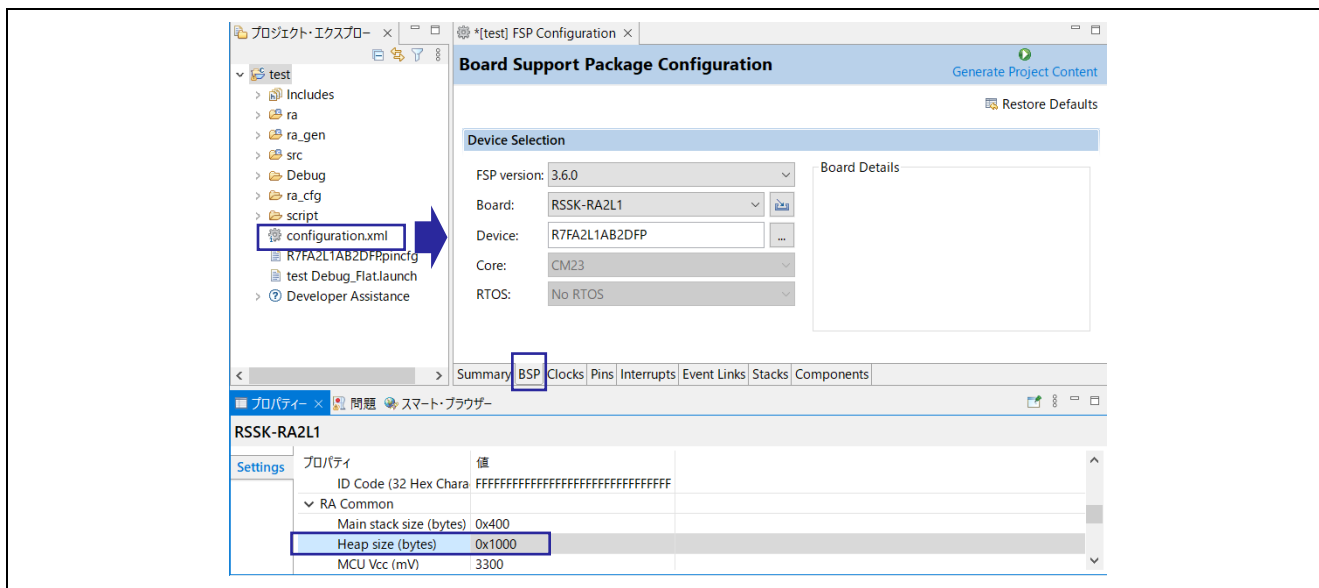 プロジェクト・エクスプロー
test
Includes
ra
ra_gen
src
Debug
ra_cfg
script
configuration.xml
R7FA2L1AB2DFP.pincfg
test Debug_Flat.launch
Developer Assistance
*[test] FSP Configuration
Board Support Package Configuration
Generate Project Content
Restore Defaults
Device Selection
FSP version: 3.6.0
Board: RSSK-RA2L1
Device: R7FA2L1AB2DFP ...
Core: CM23
RTOS: No RTOS
Board Details
Summary BSP Clocks Pins Interrupts Event Links Stacks Components
プロパティー 問題 スマート・ブラウザー
RSSK-RA2L1
Settings
プロパティ 値
ID Code (32 Hex Chara FFFFFFFFFFFFFFFFFFFFFFFFFFFFFFFF
RA Common
Main stack size (bytes) 0x400
Heap size (bytes) 0x1000
MCU Vcc (mV) 3300